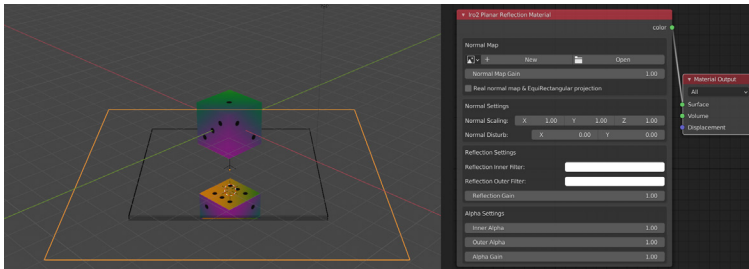 Iro2 Planar Reflection Material
color
Normal Map
New Open
Normal Map Gain 1.00
Real normal map & EquiRectangular projection
Normal Settings
Normal Scaling: X 1.00 Y 1.00 Z 1.00
Normal Disturb: X 0.00 Y 0.00
Reflection Settings
Reflection Inner Filter:
Reflection Outer Filter:
Reflection Gain 1.00
Alpha Settings
Inner Alpha 1.00
Outer Alpha 1.00
Alpha Gain 1.00
Material Output
All
Surface
Volume
Displacement